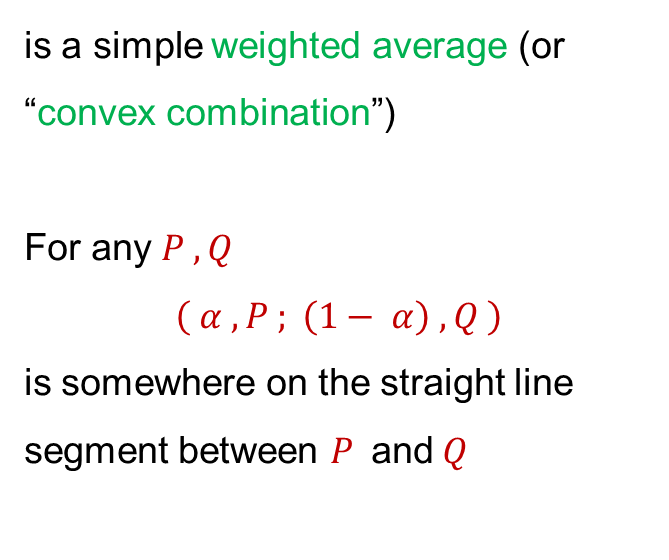 is a simple weighted average (or
“convex combination”)
For any P , Q
( α , P ; (1 − α) , Q )
is somewhere on the straight line
segment between P and Q